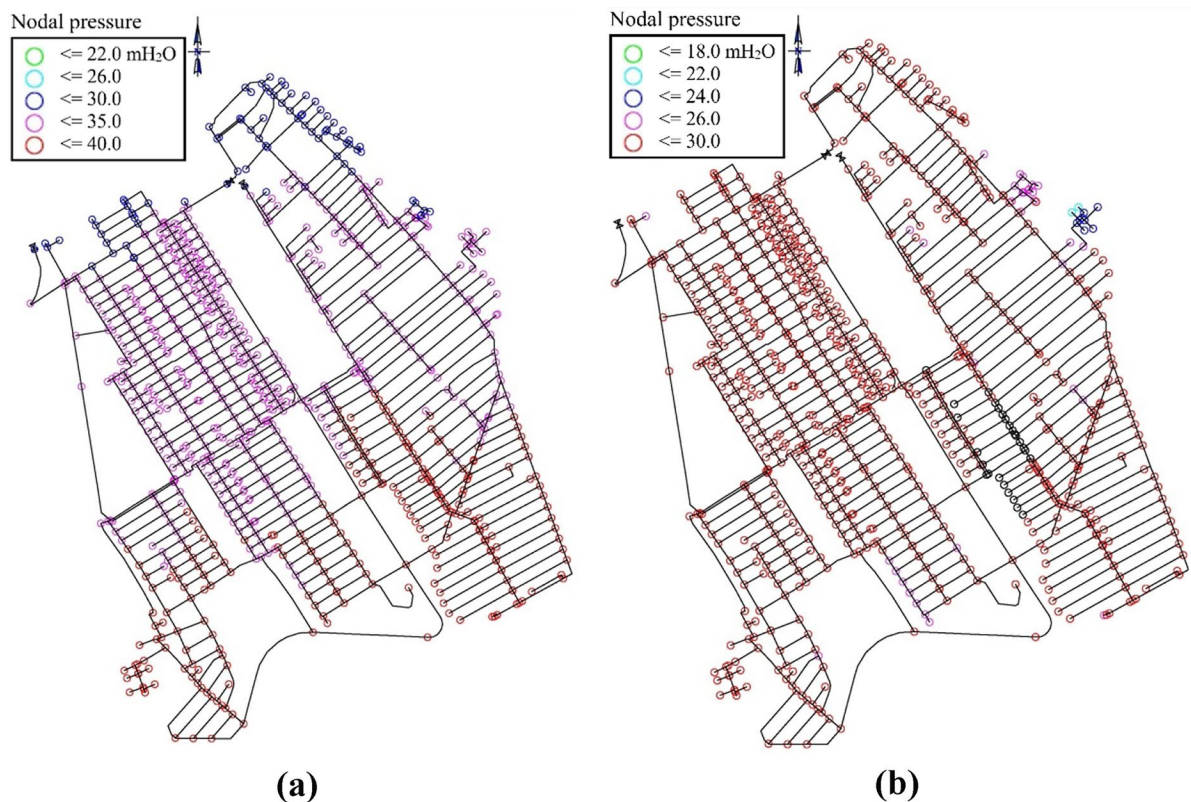 Nodal pressure
<= 22.0 mH₂O
<= 26.0
<= 30.0
<= 35.0
<= 40.0
(a)
Nodal pressure
<= 18.0 mH₂O
<= 22.0
<= 24.0
<= 26.0
<= 30.0
(b)